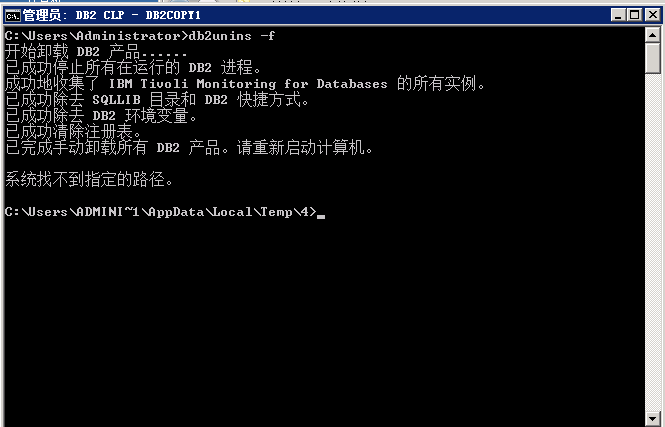 管理员: DB2 CLP - DB2COPY1
C:\Users\Administrator>db2unins -f
开始卸载 DB2 产品......
已成功停止所有在运行的 DB2 进程。
成功地收集了 IBM Tivoli Monitoring for Databases 的所有实例。
已成功除去 SQLLIB 目录和 DB2 快捷方式。
已成功除去 DB2 环境变量。
已成功清除注册表。
已完成手动卸载所有 DB2 产品。请重新启动计算机。
系统找不到指定的路径。
C:\Users\ADMINI~1\AppData\Local\Temp\4>